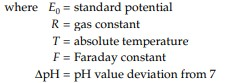 where E₀ = standard potential
R = gas constant
T = absolute temperature
F = Faraday constant
ΔpH = pH value deviation from 7